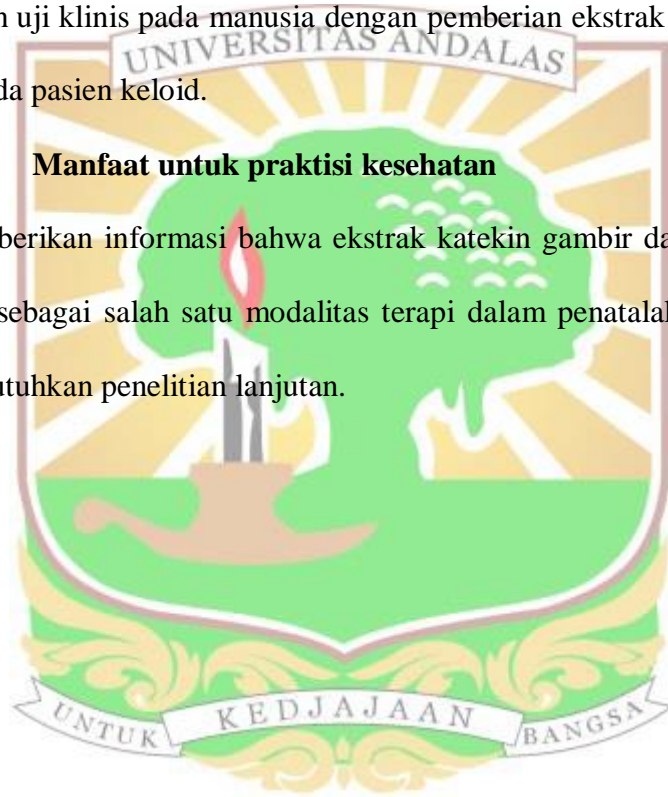 n uji klinis pada manusia dengan pemberian ekstrak
UNIVERSITAS ANDALAS
da pasien keloid.
Manfaat untuk praktisi kesehatan
berikan informasi bahwa ekstrak katekin gambir da
sebagai salah satu modalitas terapi dalam penatala
utuhkan penelitian lanjutan.
UNTUK KEDJAJAAN BANGSA